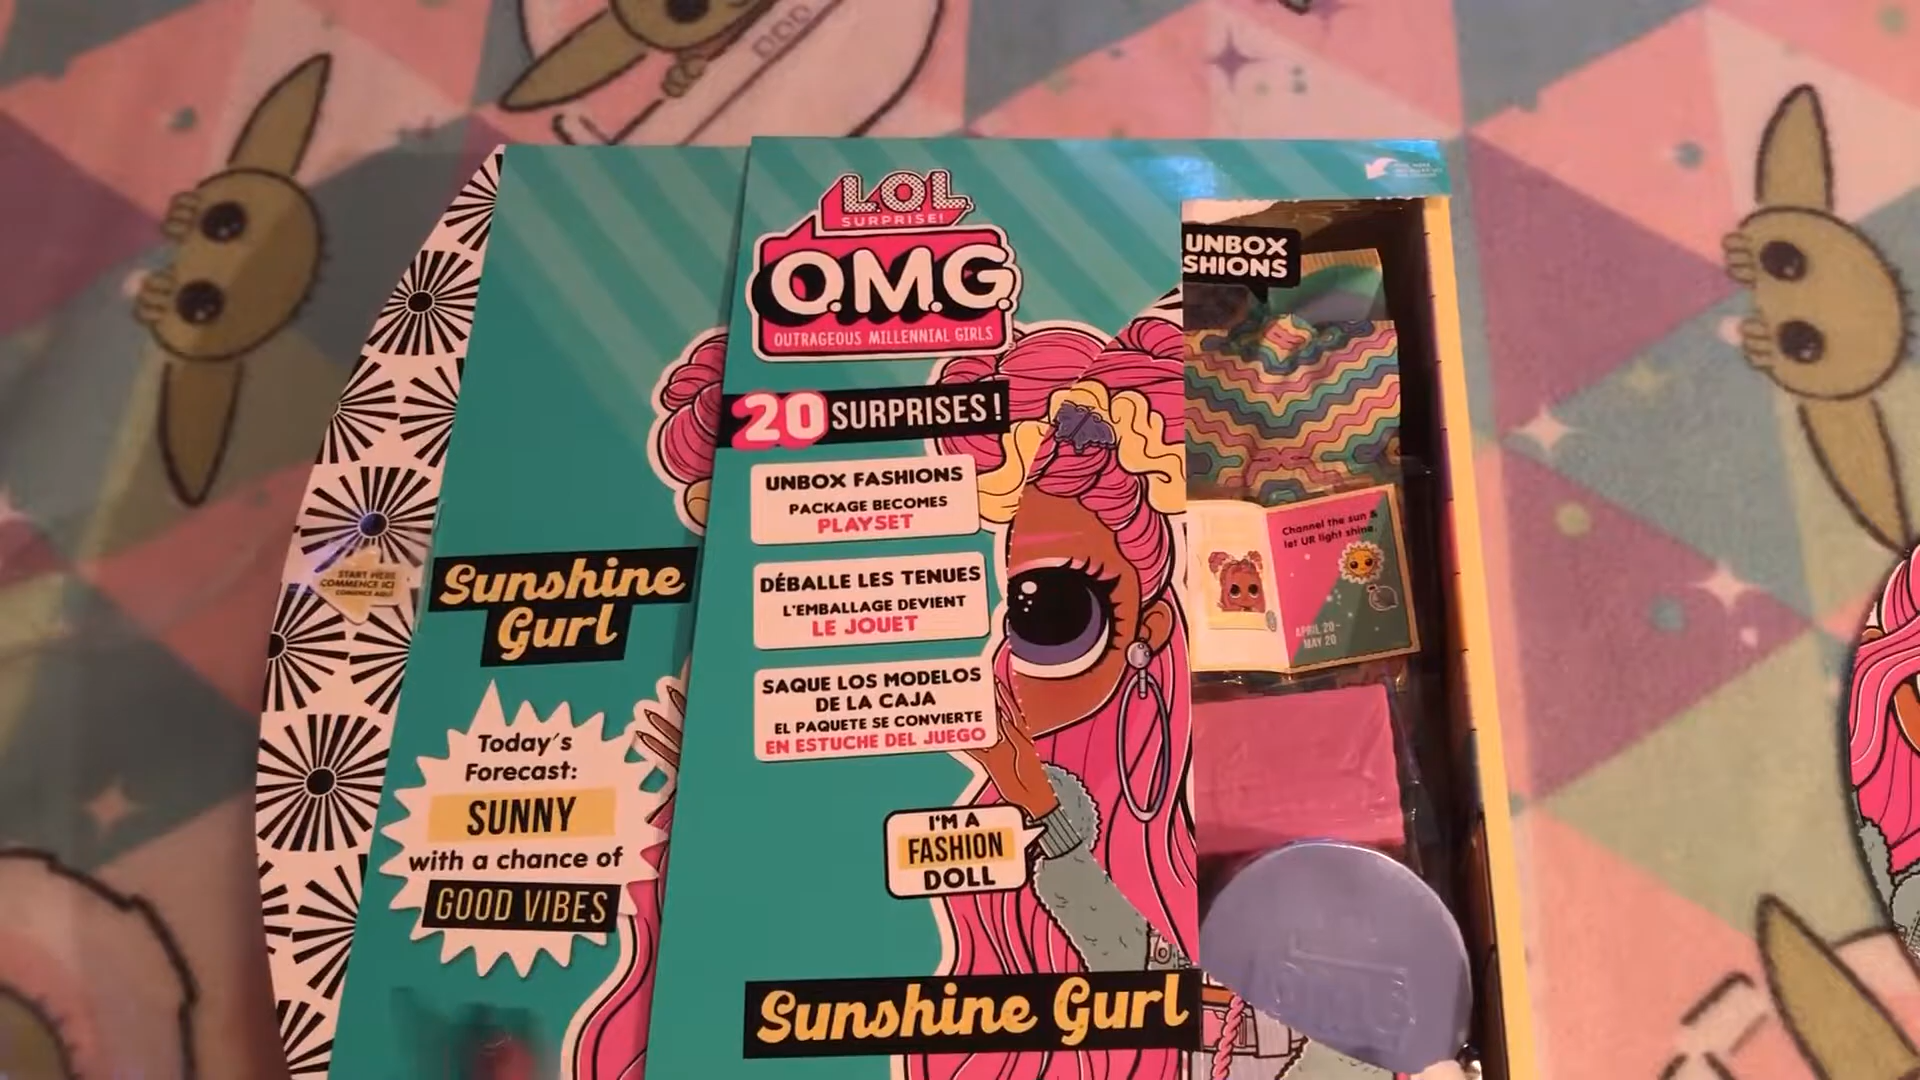 L.O.L.
SURPRISE!
O.M.G.
OUTRAGEOUS MILLENNIAL GIRLS
20 SURPRISES!
UNBOX FASHIONS
PACKAGE BECOMES
PLAYSET
DÉBALLE LES TENUES
L'EMBALLAGE DEVIENT
LE JOUET
SAQUE LOS MODELOS
DE LA CAJA
EL PAQUETE SE CONVIERTE
EN ESTUCHE DEL JUEGO
I'M A
FASHION
DOLL
Sunshine Gurl
UNBOX
SHIONS
Channel the sun &
let UR light shine.
APRIL 20-
MAY 20
START HERE
COMMENCE ICI
COMIENCE AQUÍ
Sunshine
Gurl
Today's
Forecast:
SUNNY
with a chance of
GOOD VIBES